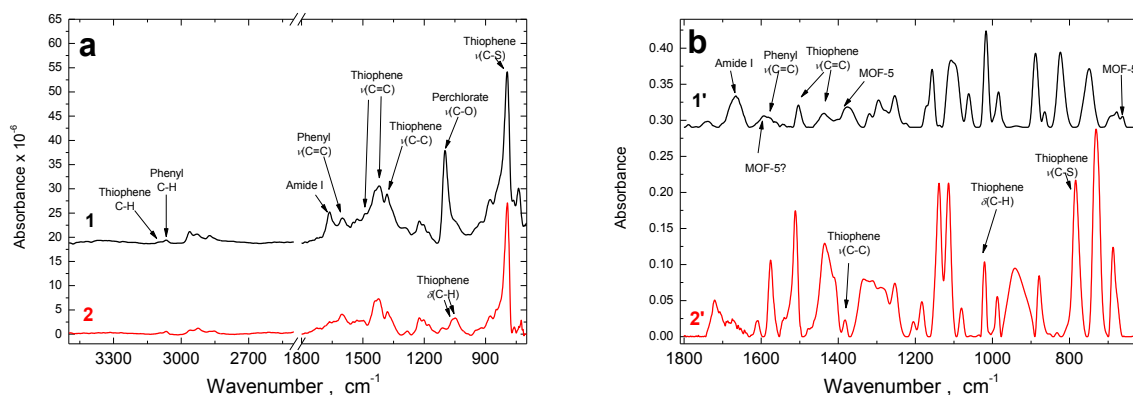 a
Absorbance x 10⁻⁶
65
60
55
50
45
40
35
30
25
20
15
10
5
0
Thiophene
ν(C-S)
Thiophene
ν(C=C)
Perchlorate
ν(C-O)
Thiophene
ν(C-C)
Phenyl
ν(C=C)
Amide I
Phenyl
C-H
Thiophene
C-H
1
Thiophene
δ(C-H)
2
3300 3000 2700 2400 1800 1500 1200 900
Wavenumber , cm⁻¹
b
Absorbance
0.40
0.35
0.30
0.25
0.20
0.15
0.10
0.05
0.00
Amide I
Phenyl
ν(C=C)
Thiophene
ν(C=C)
MOF-5
1'
MOF-5
MOF-5?
Thiophene
ν(C-S)
Thiophene
δ(C-H)
Thiophene
ν(C-C)
2'
1800 1600 1400 1200 1000 800
Wavenumber , cm⁻¹